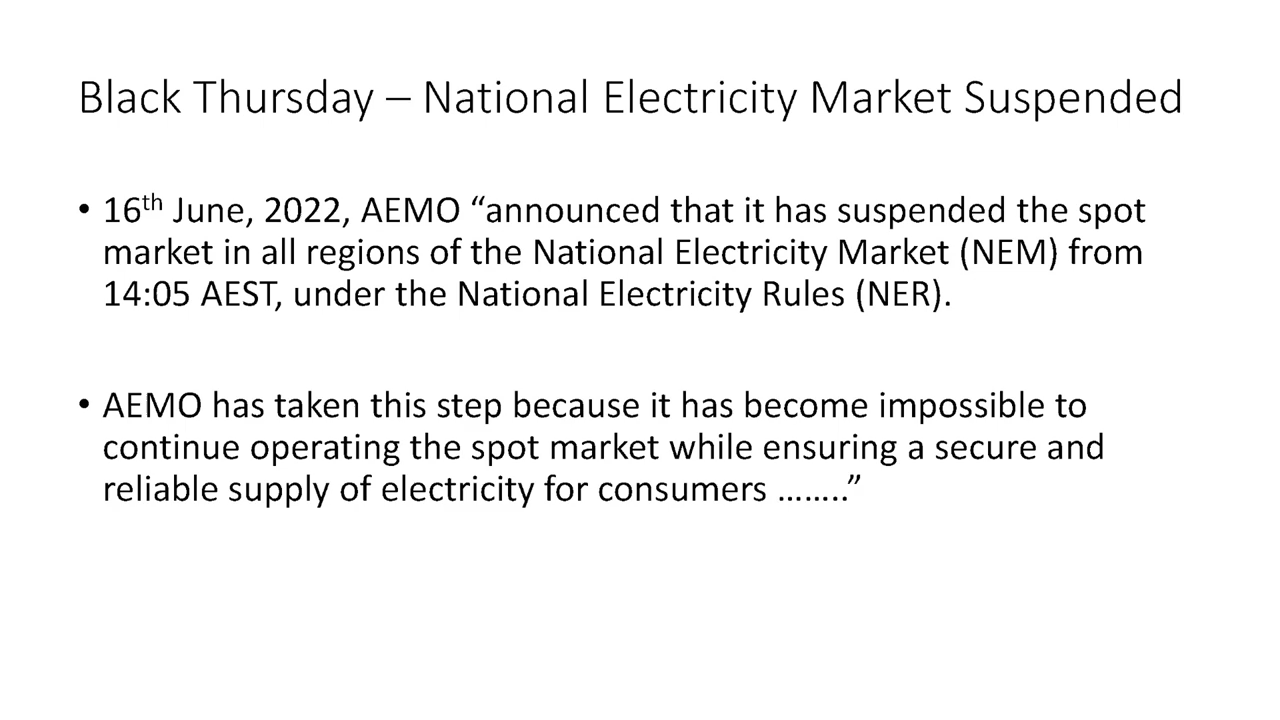 Black Thursday – National Electricity Market Suspended
• 16th June, 2022, AEMO “announced that it has suspended the spot
market in all regions of the National Electricity Market (NEM) from
14:05 AEST, under the National Electricity Rules (NER).
• AEMO has taken this step because it has become impossible to
continue operating the spot market while ensuring a secure and
reliable supply of electricity for consumers ……..”